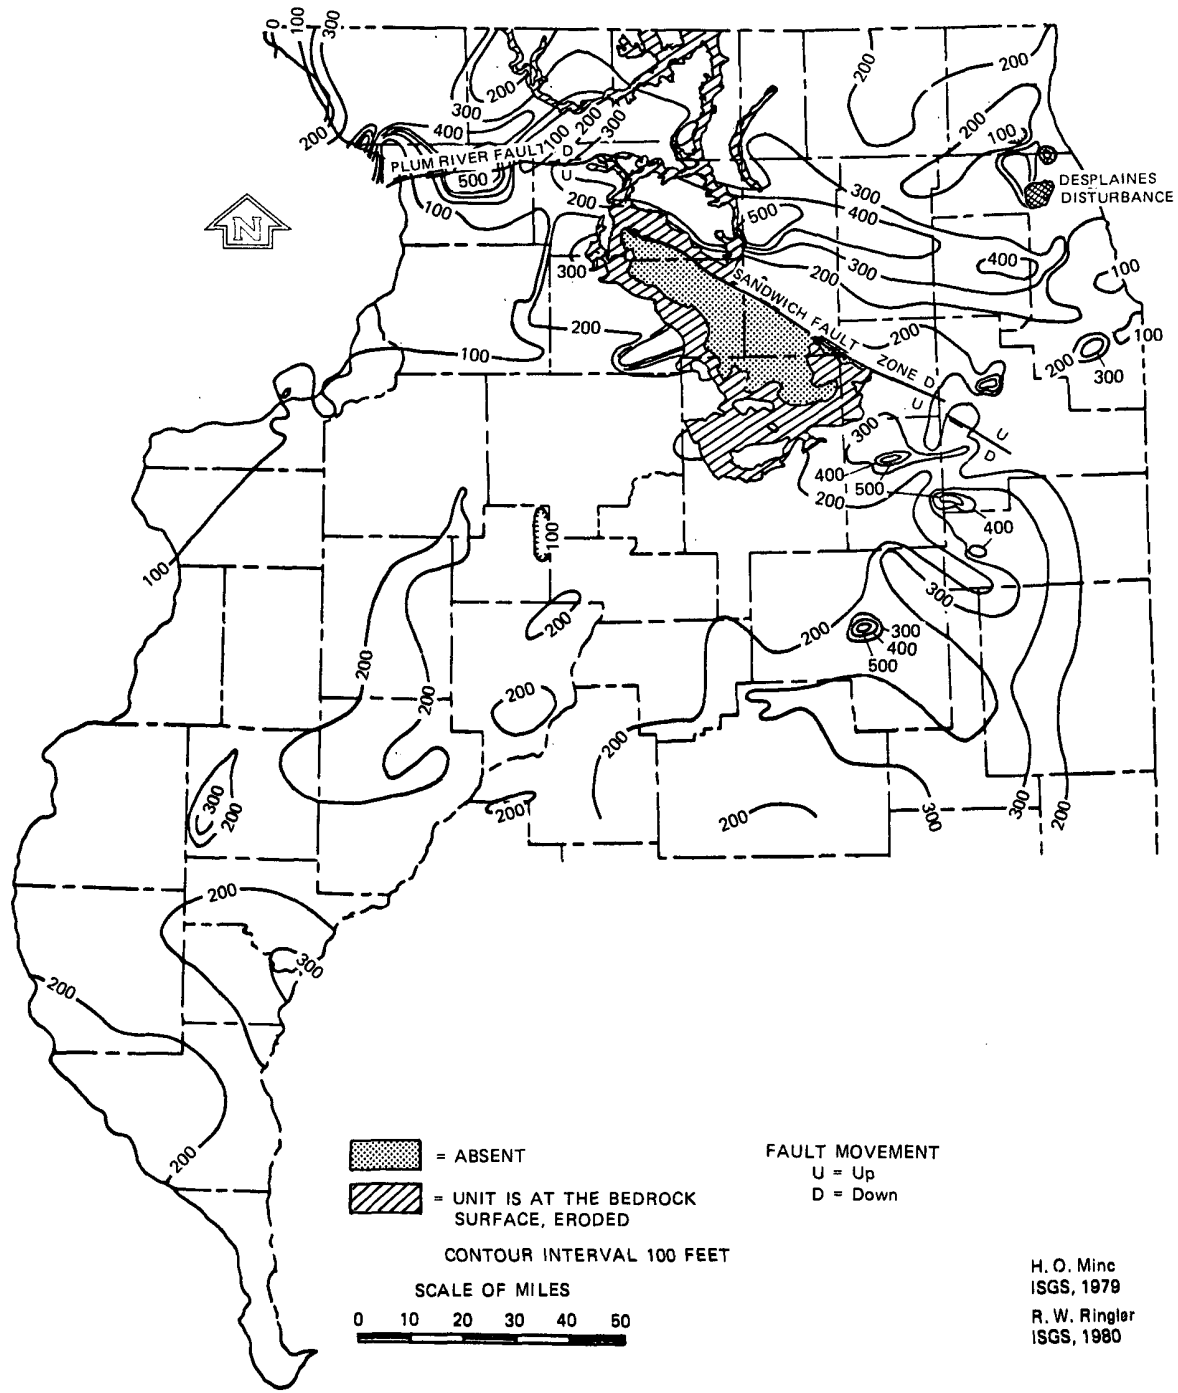 0
100
300
200
200
200
300
400
PLUM RIVER FAULT
100
200
300
D
U
500
100
200
100
DESPLAINES
DISTURBANCE
N
200
500
300
400
400
100
300
200
300
SANDWICH FAULT
ZONE
D
U
200
200
100
200
300
100
U
D
300
400
500
200
400
100
100
300
200
300
400
500
200
200
200
200
200
300
200
200
200
300
300
200
200
300
200
200
= ABSENT
= UNIT IS AT THE BEDROCK
SURFACE, ERODED
CONTOUR INTERVAL 100 FEET
SCALE OF MILES
0 10 20 30 50
FAULT MOVEMENT
U = Up
D = Down
H. O. Minc
ISGS, 1979
R. W. Ringler
ISGS, 1980